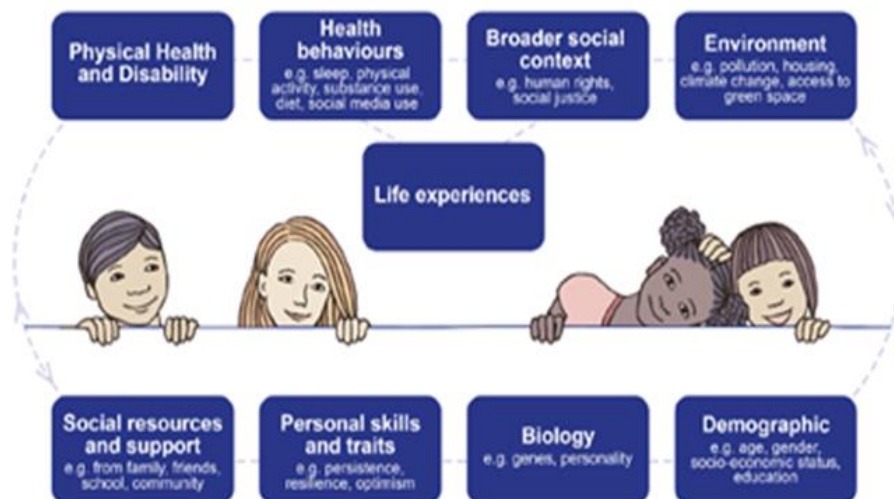 Physical Health
and Disability
Health
behaviours
e.g. sleep, physical
activity, substance use,
diet, social media use
Broader social
context
e.g. human rights,
social justice
Environment
e.g. pollution, housing,
climate change, access to
green space
Life experiences
Social resources
and support
e.g. from family, friends,
school, community
Personal skills
and traits
e.g. persistence,
resilience, optimism
Biology
e.g. genes, personality
Demographic
e.g. age, gender,
socio-economic status,
education